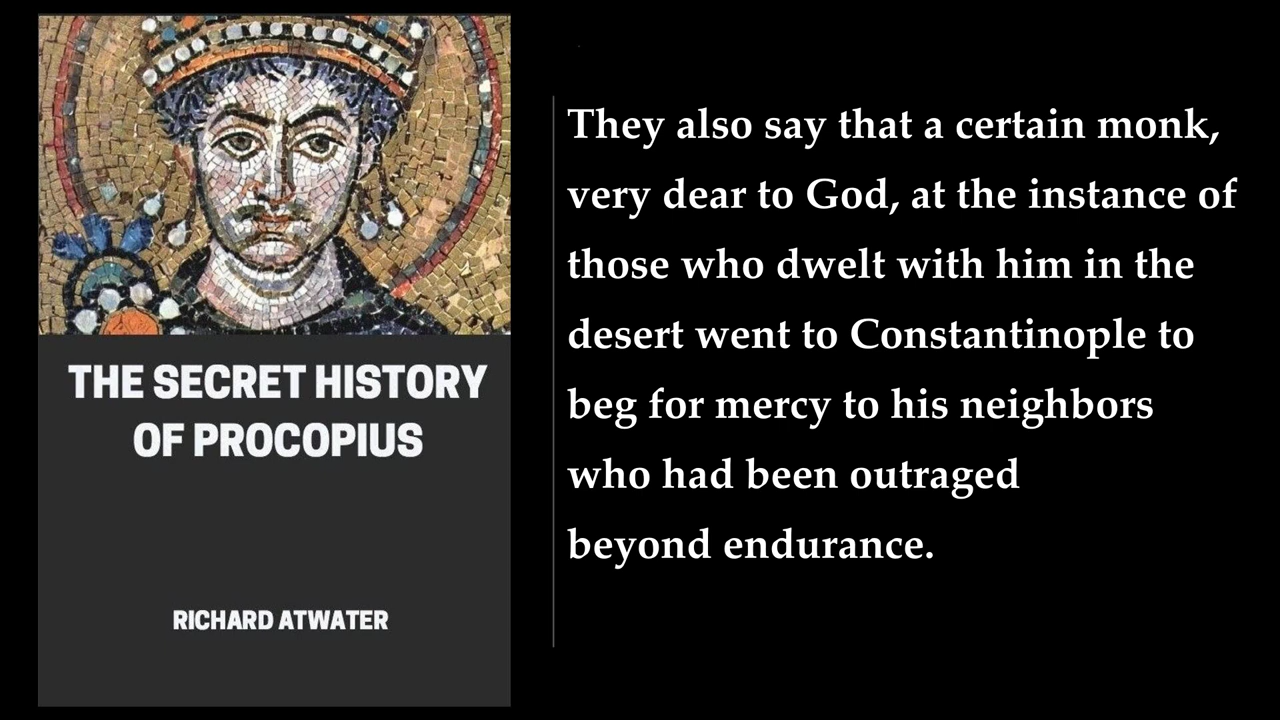 THE SECRET HISTORY
OF PROCOPIUS
RICHARD ATWATER
They also say that a certain monk,
very dear to God, at the instance of
those who dwelt with him in the
desert went to Constantinople to
beg for mercy to his neighbors
who had been outraged
beyond endurance.